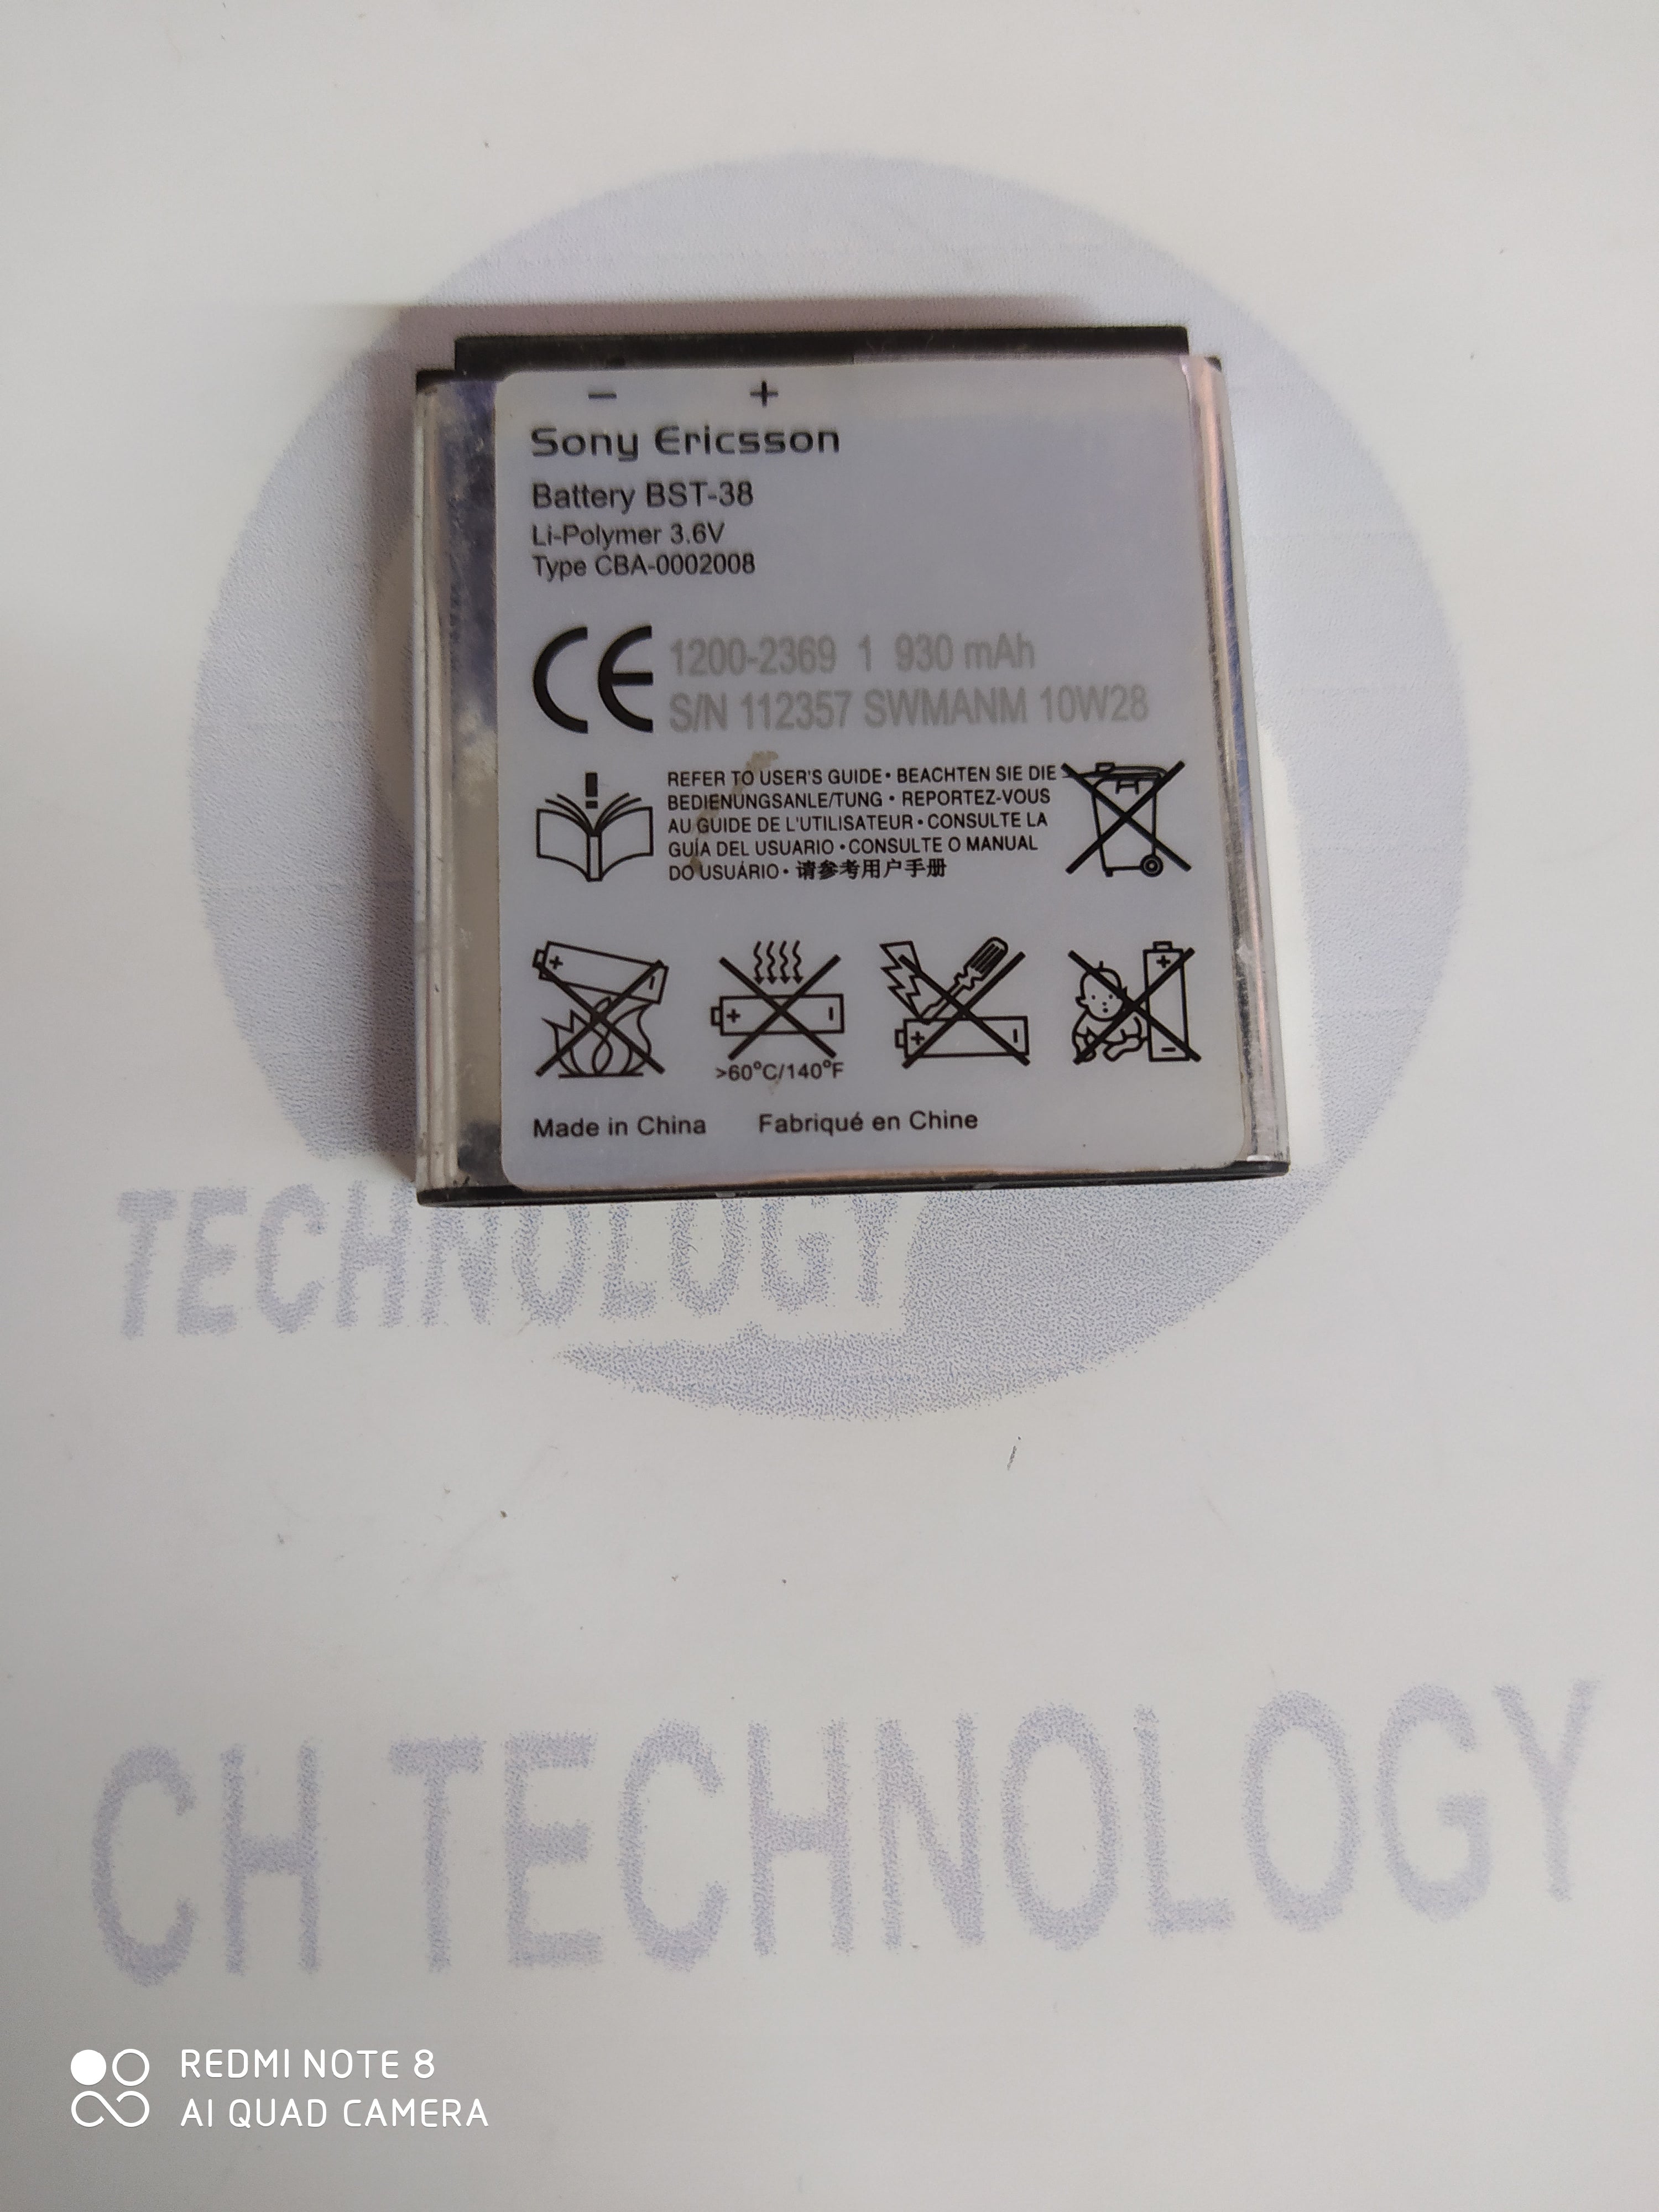 − +
Sony Ericsson
Battery BST-38
Li-Polymer 3.6V
Type CBA-0002008
CE 1200-2369 1 930 mAh
S/N 112357 SWMANM 10W28
REFER TO USER'S GUIDE • BEACHTEN SIE DIE
BEDIENUNGSANLE/TUNG • REPORTEZ-VOUS
AU GUIDE DE L'UTILISATEUR • CONSULTE LA
GUÍA DEL USUARIO • CONSULTE O MANUAL
DO USUÁRIO • 请参考用户手册
>60°C/140°F
Made in China Fabriqué en Chine
TECHNOLOGY
CH TECHNOLOGY
REDMI NOTE 8
AI QUAD CAMERA